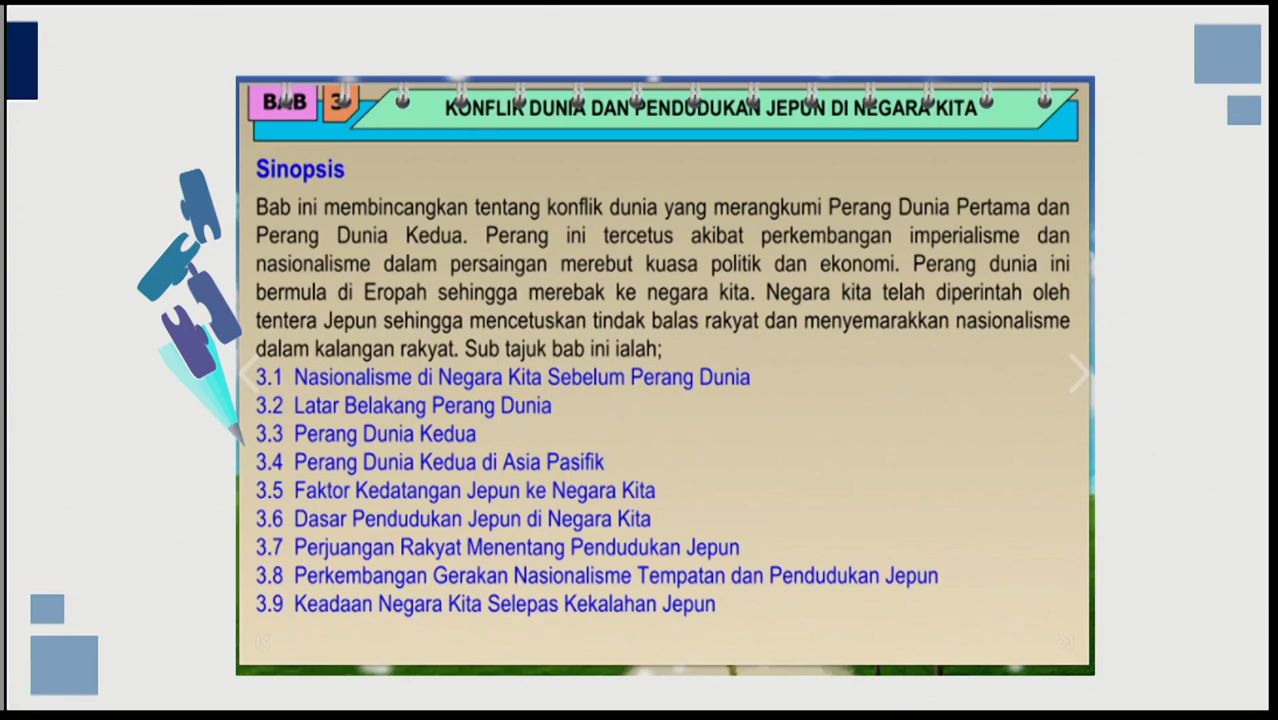 BAB 3 KONFLIK DUNIA DAN PENDUDUKAN JEPUN DI NEGARA KITA
Sinopsis
Bab ini membincangkan tentang konflik dunia yang merangkumi Perang Dunia Pertama dan
Perang Dunia Kedua. Perang ini tercetus akibat perkembangan imperialisme dan
nasionalisme dalam persaingan merebut kuasa politik dan ekonomi. Perang dunia ini
bermula di Eropah sehingga merebak ke negara kita. Negara kita telah diperintah oleh
tentera Jepun sehingga mencetuskan tindak balas rakyat dan menyemarakkan nasionalisme
dalam kalangan rakyat. Sub tajuk bab ini ialah;
3.1 Nasionalisme di Negara Kita Sebelum Perang Dunia
3.2 Latar Belakang Perang Dunia
3.3 Perang Dunia Kedua
3.4 Perang Dunia Kedua di Asia Pasifik
3.5 Faktor Kedatangan Jepun ke Negara Kita
3.6 Dasar Pendudukan Jepun di Negara Kita
3.7 Perjuangan Rakyat Menentang Pendudukan Jepun
3.8 Perkembangan Gerakan Nasionalisme Tempatan dan Pendudukan Jepun
3.9 Keadaan Negara Kita Selepas Kekalahan Jepun